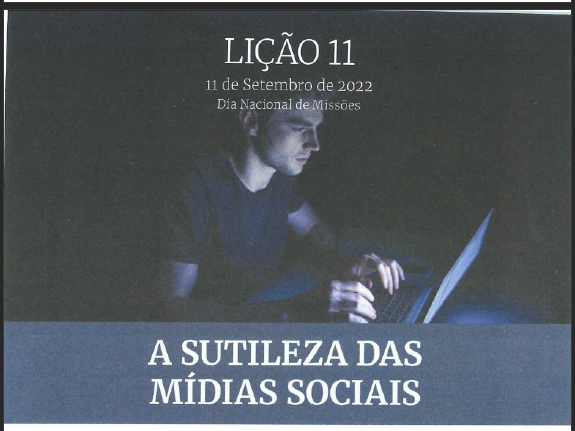 LIÇÃO 11
11 de Setembro de 2022
Dia Nacional de Missões
A SUTILEZA DAS
MÍDIAS SOCIAIS